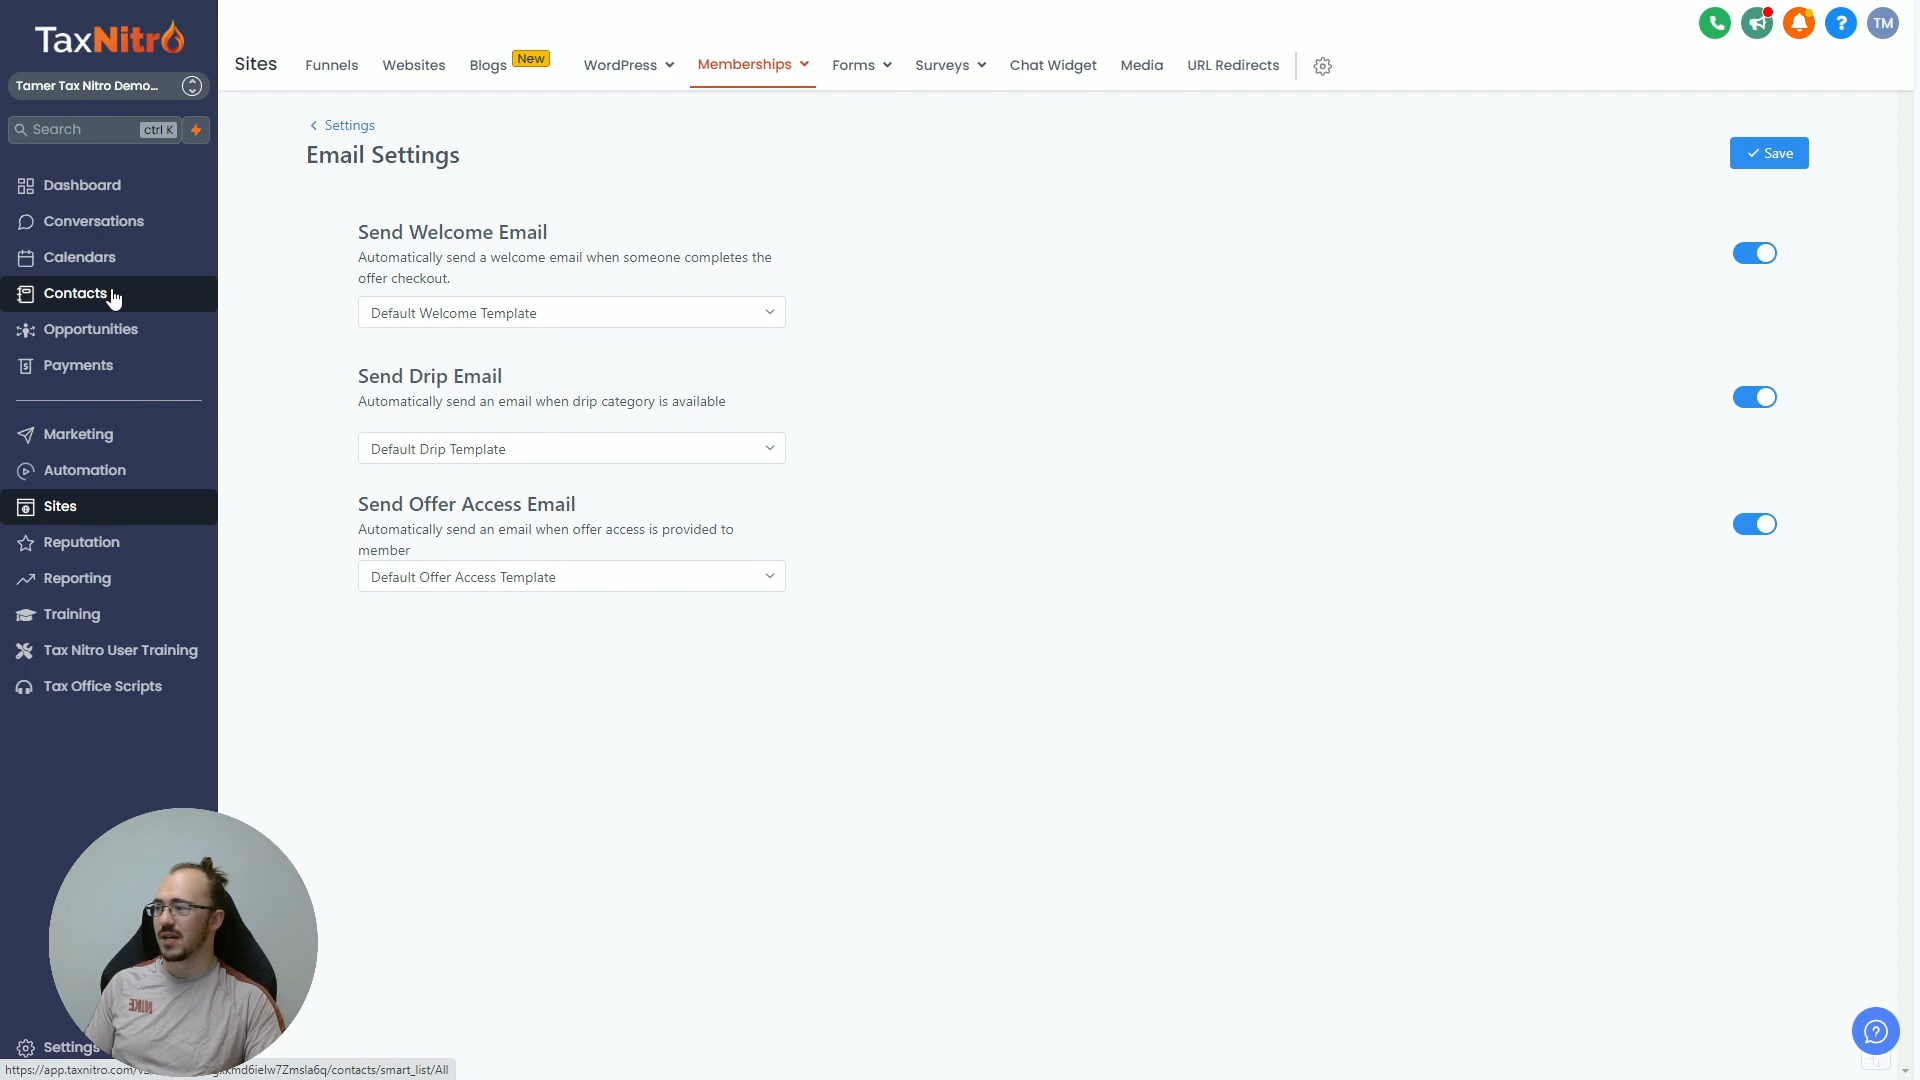 TaxNitro
Tamer Tax Nitro Demo...
Search
ctrl K
Dashboard
Conversations
Calendars
Contacts
Opportunities
Payments
Marketing
Automation
Sites
Reputation
Reporting
Training
Tax Nitro User Training
Tax Office Scripts
Settings
Sites
Funnels
Websites
Blogs
New
WordPress
Memberships
Forms
Surveys
Chat Widget
Media
URL Redirects
?
TM
Settings
Email Settings
Save
Send Welcome Email
Automatically send a welcome email when someone completes the
offer checkout.
Default Welcome Template
Send Drip Email
Automatically send an email when drip category is available
Default Drip Template
Send Offer Access Email
Automatically send an email when offer access is provided to
member
Default Offer Access Template
NIKE
https://app.taxnitro.com/
md6ielw7Zmsla6q/contacts/smart_list/All